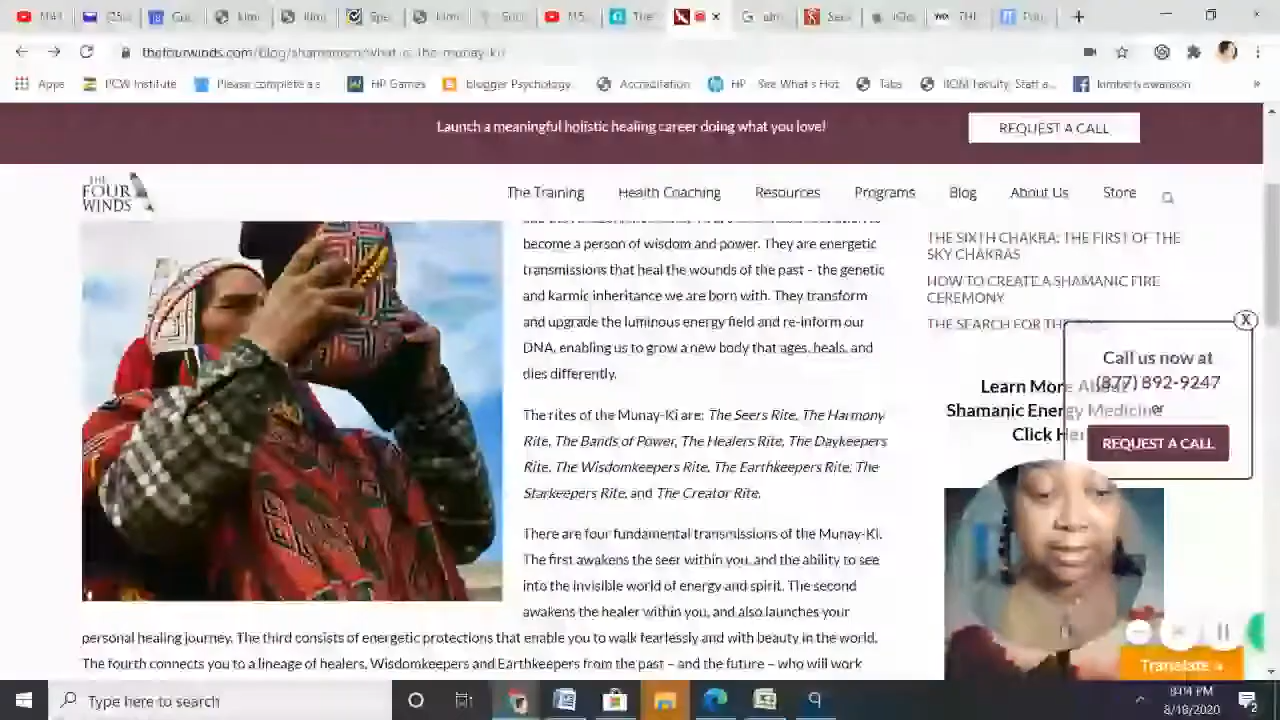 Apps
PCW Institute
Please complete a s
HP Games
blogger Psychology
Accreditation
HP - See What's Hot
Tabs
kimberly swanson
Launch a meaningful holistic healing career doing what you love!
REQUEST A CALL
THE FOUR WINDS
The Training
Health Coaching
Resources
Programs
Blog
About Us
Store
become a person of wisdom and power. They are energetic
transmissions that heal the wounds of the past – the genetic
and karmic inheritance we are born with. They transform
and upgrade the luminous energy field and re-inform our
DNA, enabling us to grow a new body that ages, heals, and
dies differently.
The rites of the Munay-Ki are: The Seers Rite, The Harmony
Rite, The Bands of Power, The Healers Rite, The Daykeepers
Rite, The Wisdomkeepers Rite, The Earthkeepers Rite, The
Starkeepers Rite, and The Creator Rite.
There are four fundamental transmissions of the Munay-Ki.
The first awakens the seer within you, and the ability to see
into the invisible world of energy and spirit. The second
awakens the healer within you, and also launches your
personal healing journey. The third consists of energetic protections that enable you to walk fearlessly and with beauty in the world.
The fourth connects you to a lineage of healers, Wisdomkeepers and Earthkeepers from the past – and the future – who will work
THE SIXTH CHAKRA: THE FIRST OF THE
SKY CHAKRAS
HOW TO CREATE A SHAMANIC FIRE
CEREMONY
THE SEARCH FOR THE
Learn More About
Shamanic Energy Medicine
Click Her
X
Call us now at
(877) 892-9247
or
REQUEST A CALL
Translate »
Type here to search
8:04 PM
8/16/2020
2